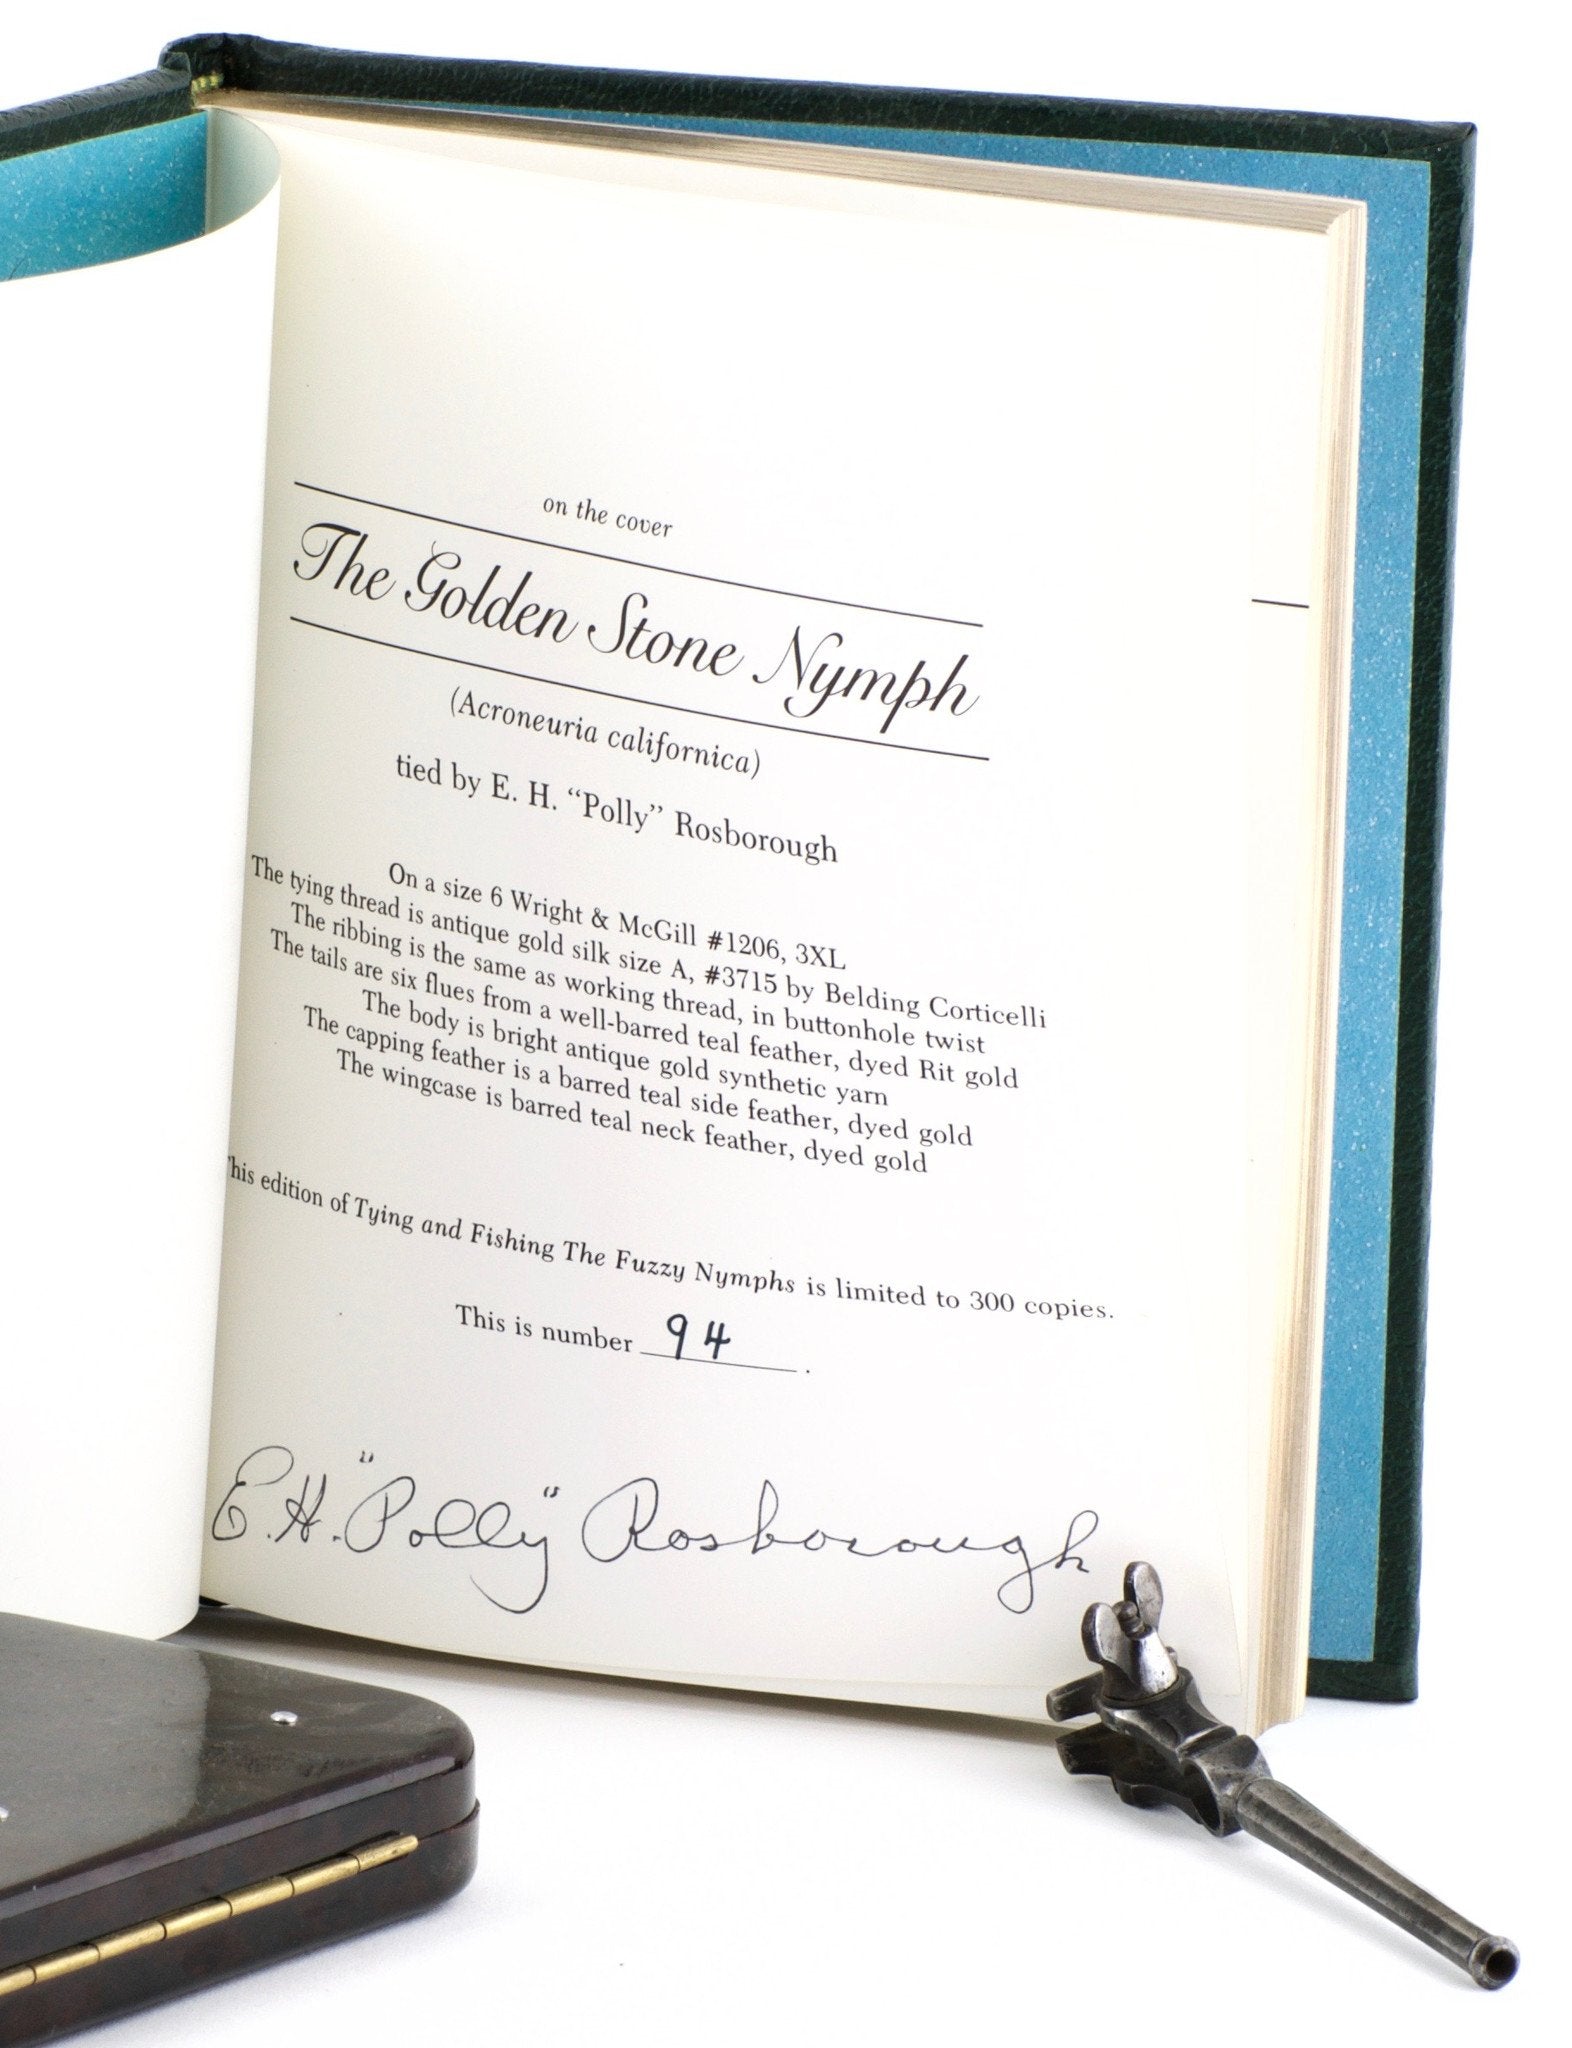 on the cover
The Golden Stone Nymph
(Acroneuria californica)
tied by E. H. “Polly” Rosborough
On a size 6 Wright & McGill #1206, 3XL
The tying thread is antique gold silk size A, #3715 by Belding Corticelli
The ribbing is the same as working thread, in buttonhole twist
The tails are six flues from a well-barred teal feather, dyed Rit gold
The body is bright antique gold synthetic yarn
The capping feather is a barred teal side feather, dyed gold
The wingcase is barred teal neck feather, dyed gold
This edition of Tying and Fishing The Fuzzy Nymphs is limited to 300 copies.
This is number 94.
E. H. "Polly" Rosborough